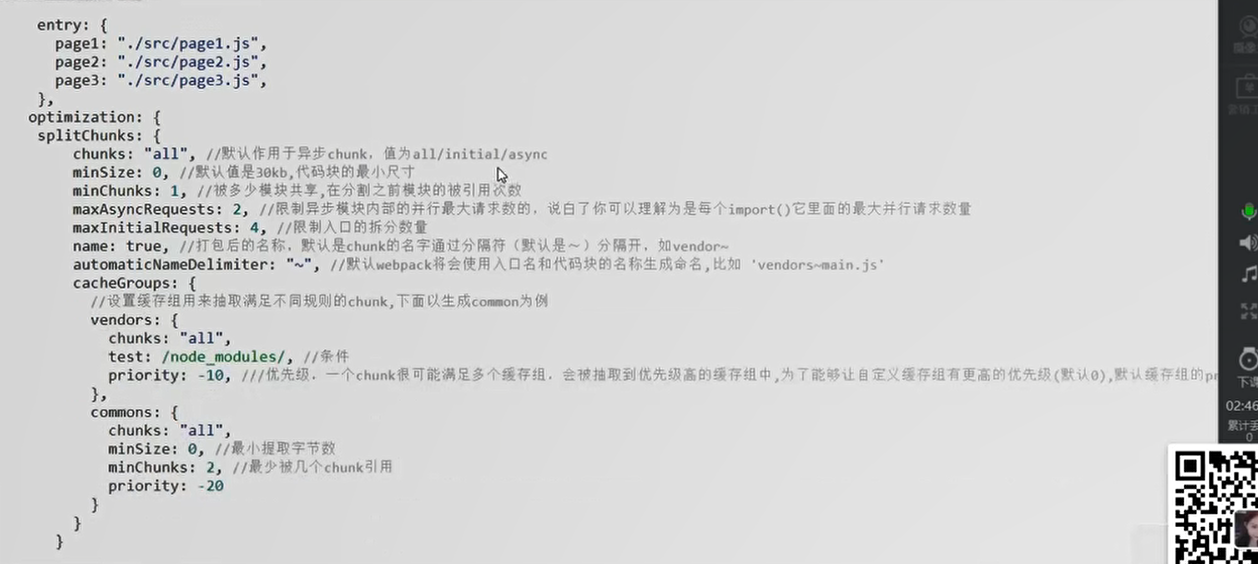 entry: {
page1: "./src/page1.js",
page2: "./src/page2.js",
page3: "./src/page3.js",
},
optimization: {
splitChunks: {
chunks: "all", //默认作用于异步chunk，值为all/initial/async
minSize: 0, //默认值是30kb,代码块的最小尺寸
minChunks: 1, //被多少模块共享,在分割之前模块的被引用次数
maxAsyncRequests: 2, //限制异步模块内部的并行最大请求数的，说白了你可以理解为是每个import()它里面的最大并行请求数量
maxInitialRequests: 4, //限制入口的拆分数量
name: true, //打包后的名称，默认是chunk的名字通过分隔符（默认是～）分隔开，如vendor~
automaticNameDelimiter: "~", //默认webpack将会使用入口名和代码块的名称生成命名,比如 'vendors~main.js'
cacheGroups: {
//设置缓存组用来抽取满足不同规则的chunk,下面以生成common为例
vendors: {
chunks: "all",
test: /node_modules/, //条件
priority: -10, ///优先级，一个chunk很可能满足多个缓存组，会被抽取到优先级高的缓存组中,为了能够让自定义缓存组有更高的优先级(默认0),默认缓存组的pr
},
commons: {
chunks: "all",
minSize: 0, //最小提取字节数
minChunks: 2, //最少被几个chunk引用
priority: -20
}
}
}
下课
02:46
累计丢
0